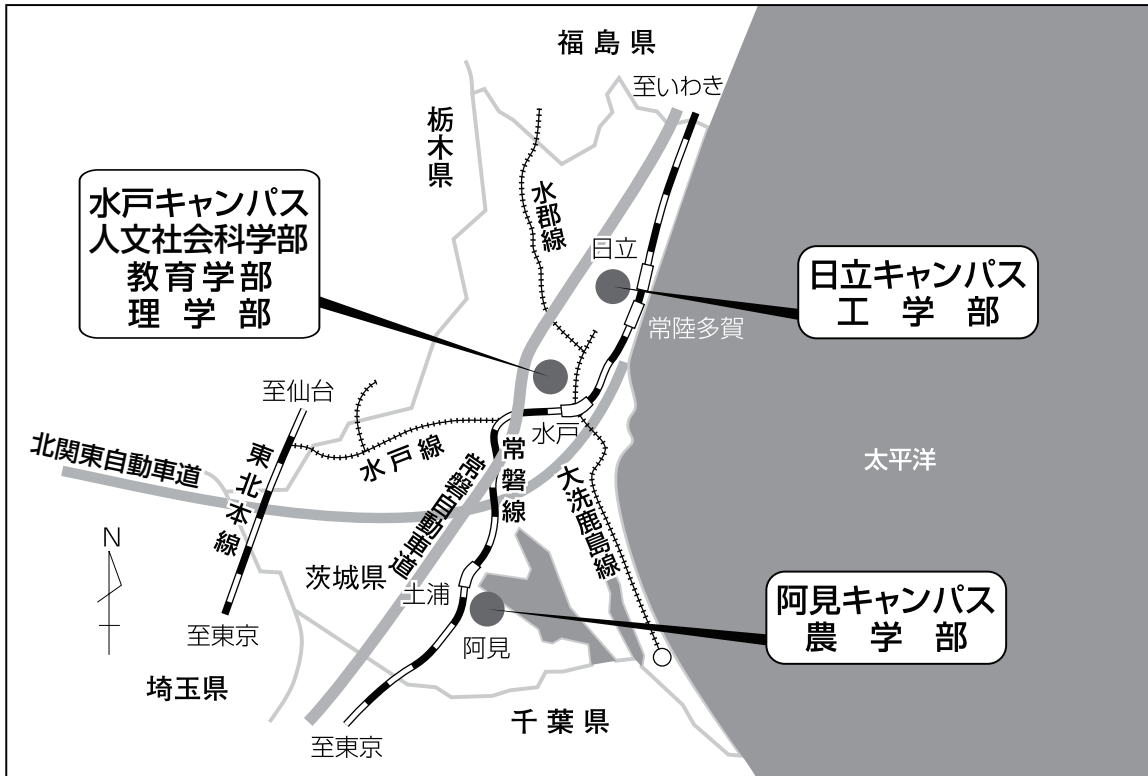 福島県
至いわき
栃木県
水戸キャンパス
人文社会科学部
教育学部
理学部
水郡線
日立
日立キャンパス
工学部
常陸多賀
至仙台
水戸
北関東自動車道
東北本線
水戸線
常磐自動車道
常磐線
大洗鹿島線
太平洋
N
茨城県
土浦
阿見キャンパス
農学部
阿見
至東京
埼玉県
千葉県
至東京